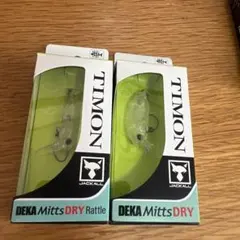 TIMON
JACKALL
DEKA Mitts DRY Rattle
TIMON
JACKALL
DEKA Mitts DRY